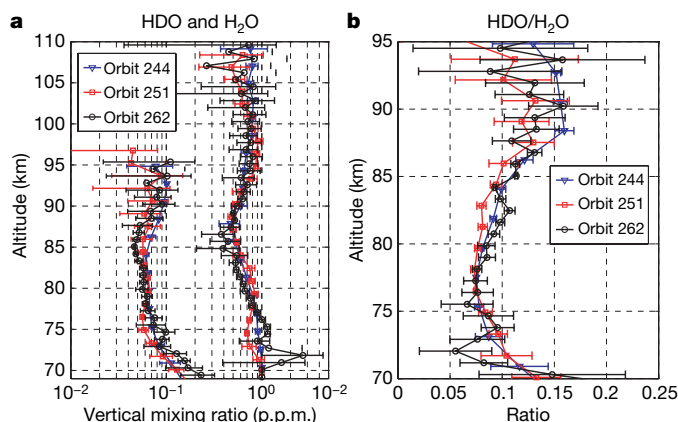 a HDO and H₂O
110
105
100
95
90
85
80
75
70
Altitude (km)
Orbit 244
Orbit 251
Orbit 262
10⁻² 10⁻¹ 10⁰ 10⁻²
Vertical mixing ratio (p.p.m.)
b HDO/H₂O
95
90
85
80
75
70
Altitude (km)
Orbit 244
Orbit 251
Orbit 262
0 0.05 0.1 0.15 0.2 0.25
Ratio